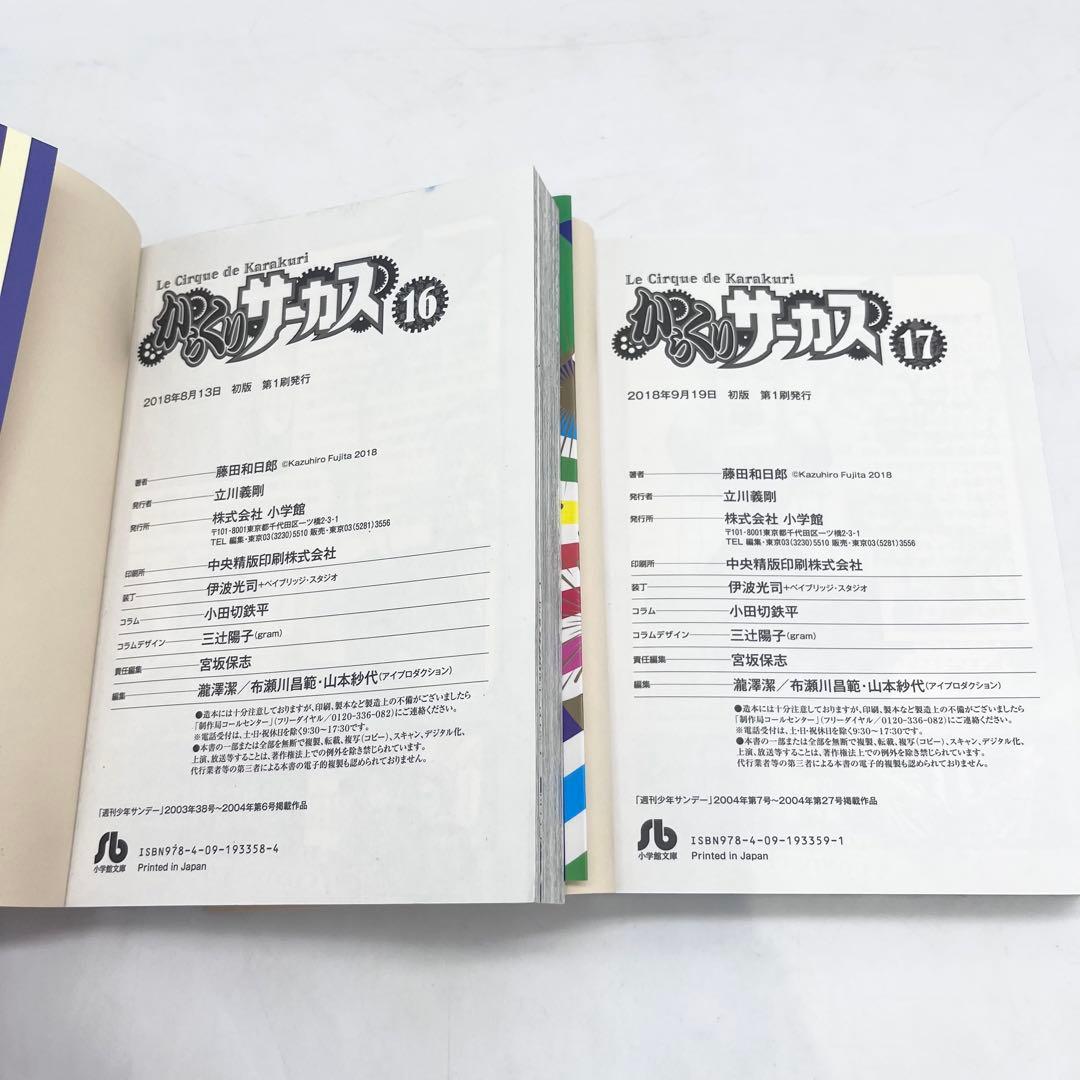 Le Cirque de Karakuri
からくりサーカス 16
2018年8月13日 初版 第1刷発行
著者 藤田和日郎 ©Kazuhiro Fujita 2018
発行者 立川義剛
発行所 株式会社 小学館
〒101-8001東京都千代田区一ツ橋2-3-1
TEL 編集・東京03(3230)5510 販売・東京03(5281)3556
印刷所 中央精版印刷株式会社
装丁 伊波光司+ベイブリッジ・スタジオ
コラム 小田切鉄平
コラムデザイン 三辻陽子(gram)
責任編集 宮坂保志
編集 瀧澤潔/布瀬川昌範・山本紗代(アイプロダクション)
●造本には十分注意しておりますが、印刷、製本など製造上の不備がございましたら
「制作局コールセンター」(フリーダイヤル/0120-336-082)にご連絡ください。
※電話受付は、土・日・祝休日を除く9:30〜17:30です。
●本書の一部または全部を無断で複製、転載、複写(コピー)、スキャン、デジタル化、
上演、放送等することは、著作権法上での例外を除き禁じられています。
代行業者等の第三者による本書の電子的複製も認められておりません。
「週刊少年サンデー」2003年38号〜2004年第6号掲載作品
Sb
小学館文庫
ISBN978-4-09-193358-4
Printed in Japan
Le Cirque de Karakuri
からくりサーカス 17
2018年9月19日 初版 第1刷発行
著者 藤田和日郎 ©Kazuhiro Fujita 2018
発行者 立川義剛
発行所 株式会社 小学館
〒101-8001東京都千代田区一ツ橋2-3-1
TEL 編集・東京03(3230)5510 販売・東京03(5281)3556
印刷所 中央精版印刷株式会社
装丁 伊波光司+ベイブリッジ・スタジオ
コラム 小田切鉄平
コラムデザイン 三辻陽子(gram)
責任編集 宮坂保志
編集 瀧澤潔/布瀬川昌範・山本紗代(アイプロダクション)
●造本には十分注意しておりますが、印刷、製本など製造上の不備がございましたら
「制作局コールセンター」(フリーダイヤル/0120-336-082)にご連絡ください。
※電話受付は、土・日・祝休日を除く9:30〜17:30です。
●本書の一部または全部を無断で複製、転載、複写(コピー)、スキャン、デジタル化、
上演、放送等することは、著作権法上での例外を除き禁じられています。
代行業者等の第三者による本書の電子的複製も認められておりません。
「週刊少年サンデー」2004年第7号〜2004年第27号掲載作品
Sb
小学館文庫
ISBN978-4-09-193359-1
Printed in Japan